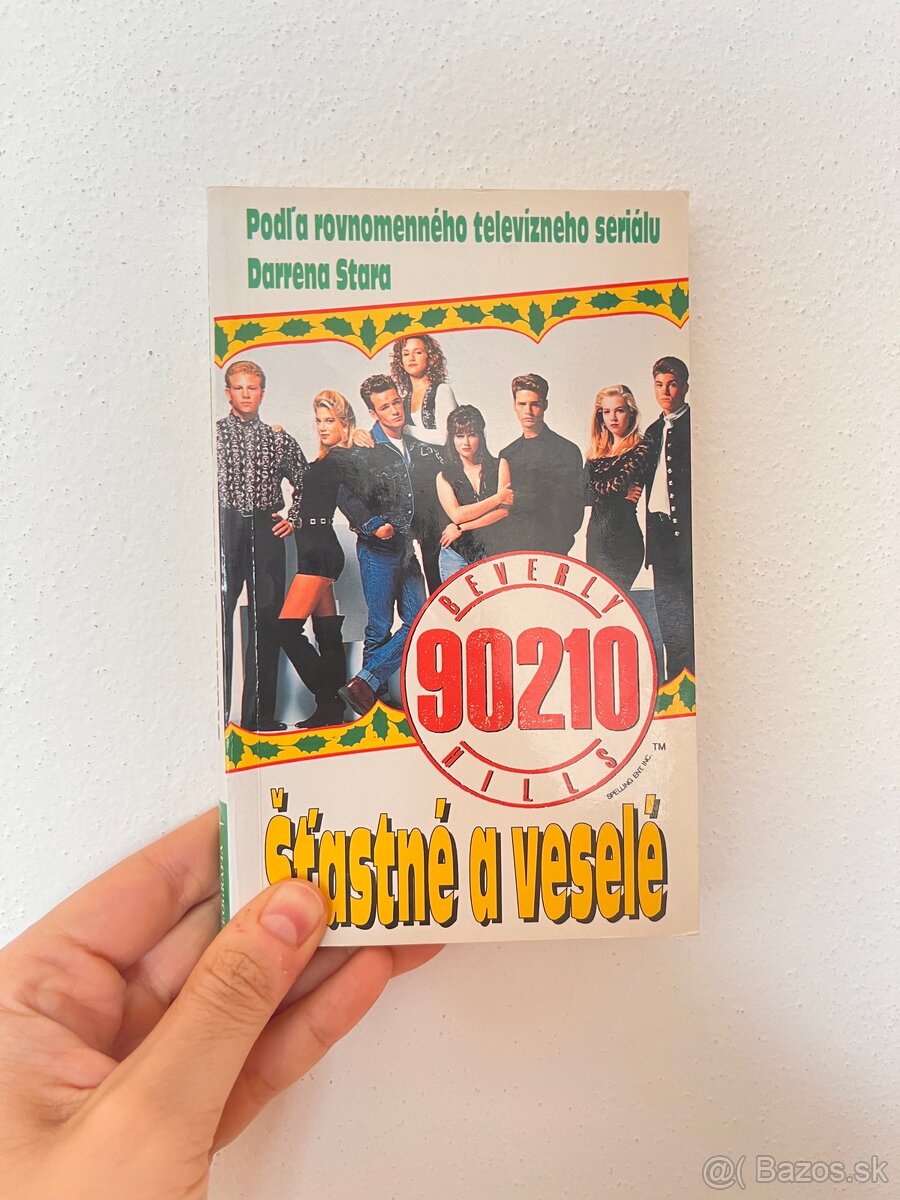 Podľa rovnomenného televízneho seriálu
Darrena Stara
BEVERLY
90210
HILLS
TM
SPELLING ENT. INC.
Šťastné a veselé
@( Bazos.sk